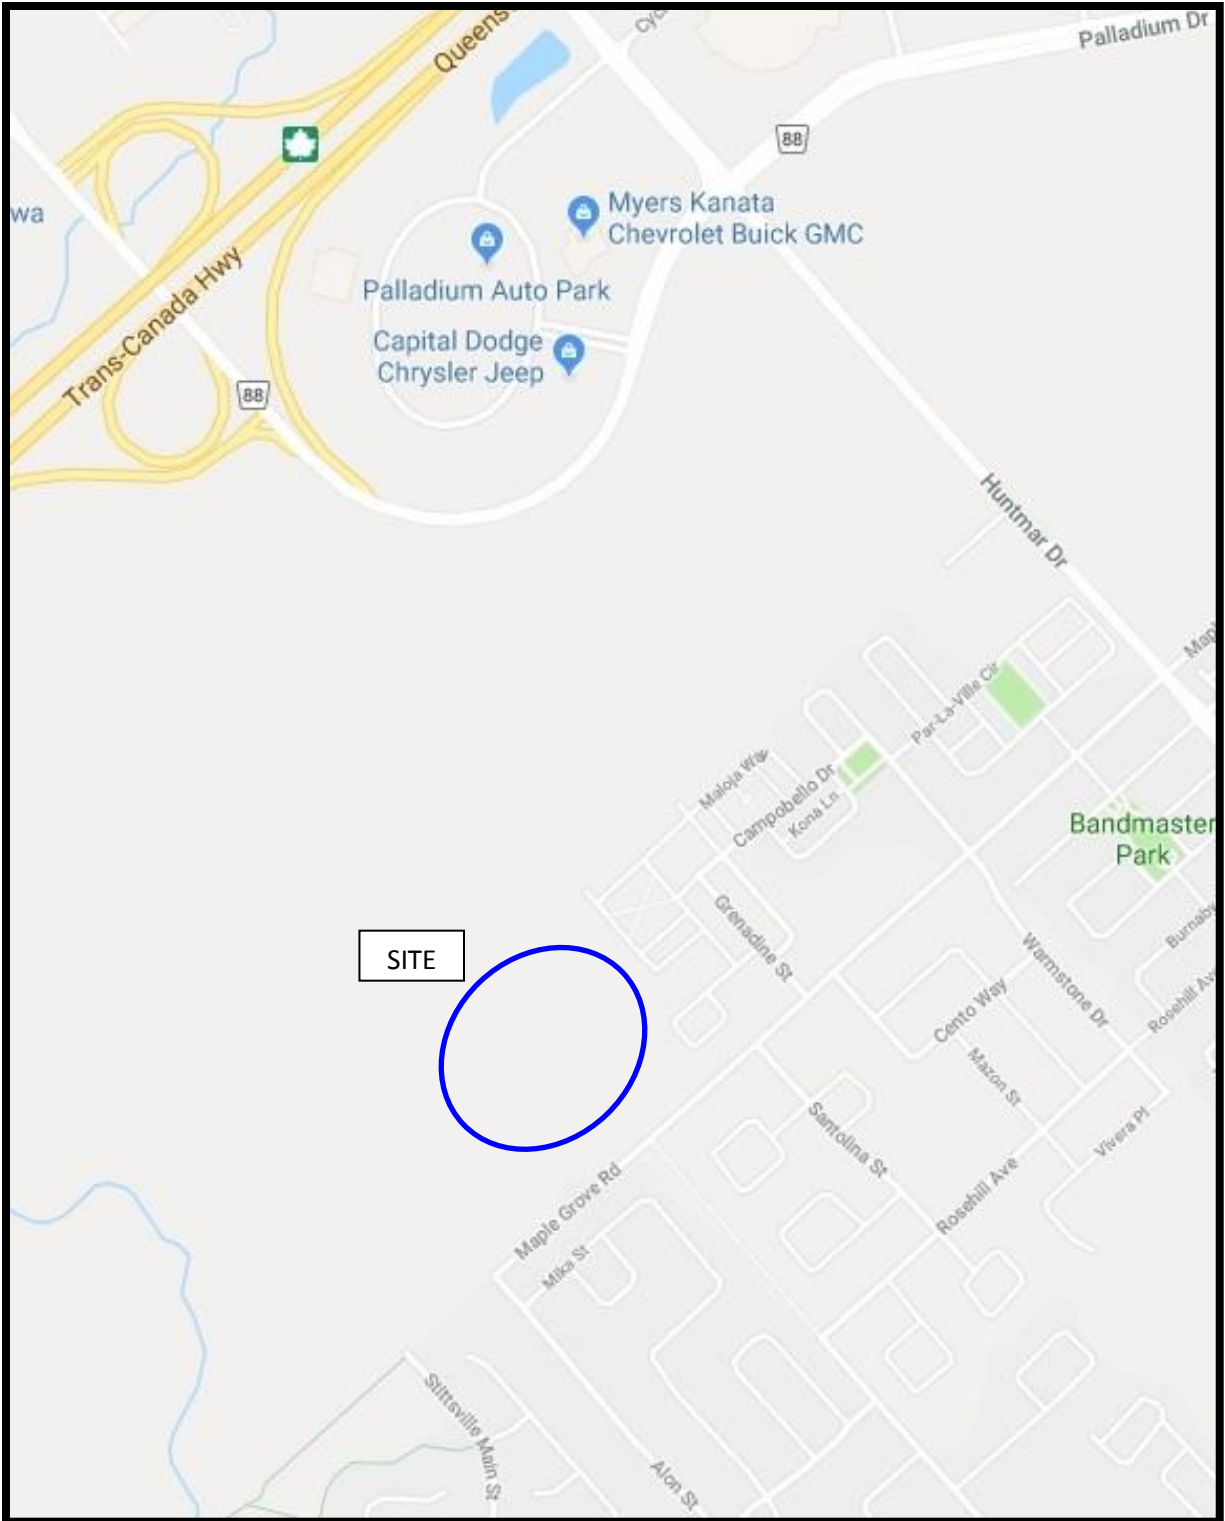 Queens
Cyc
Palladium Dr
88
wa
Myers Kanata
Chevrolet Buick GMC
Trans-Canada Hwy
Palladium Auto Park
Capital Dodge
Chrysler Jeep
88
Huntmar Dr
Mapl
Par-La-Ville Cir
Maloja Way
Campobello Dr
Kona Ln
Bandmaster
Park
Grenadine St
Burnaby
SITE
Warmstone Dr
Cento Way
Rosehill Ave
Mazon St
Santolina St
Vivera Pl
Maple Grove Rd
Rosehill Ave
Mika St
Stittsville Main St
Alon St